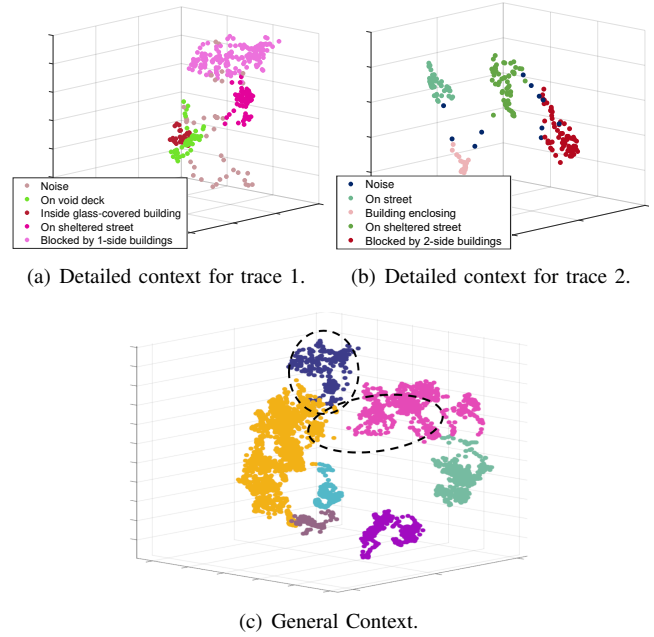 Noise
On void deck
Inside glass-covered building
On sheltered street
Blocked by 1-side buildings
Noise
On street
Building enclosing
On sheltered street
Blocked by 2-side buildings
(a) Detailed context for trace 1.
(b) Detailed context for trace 2.
(c) General Context.